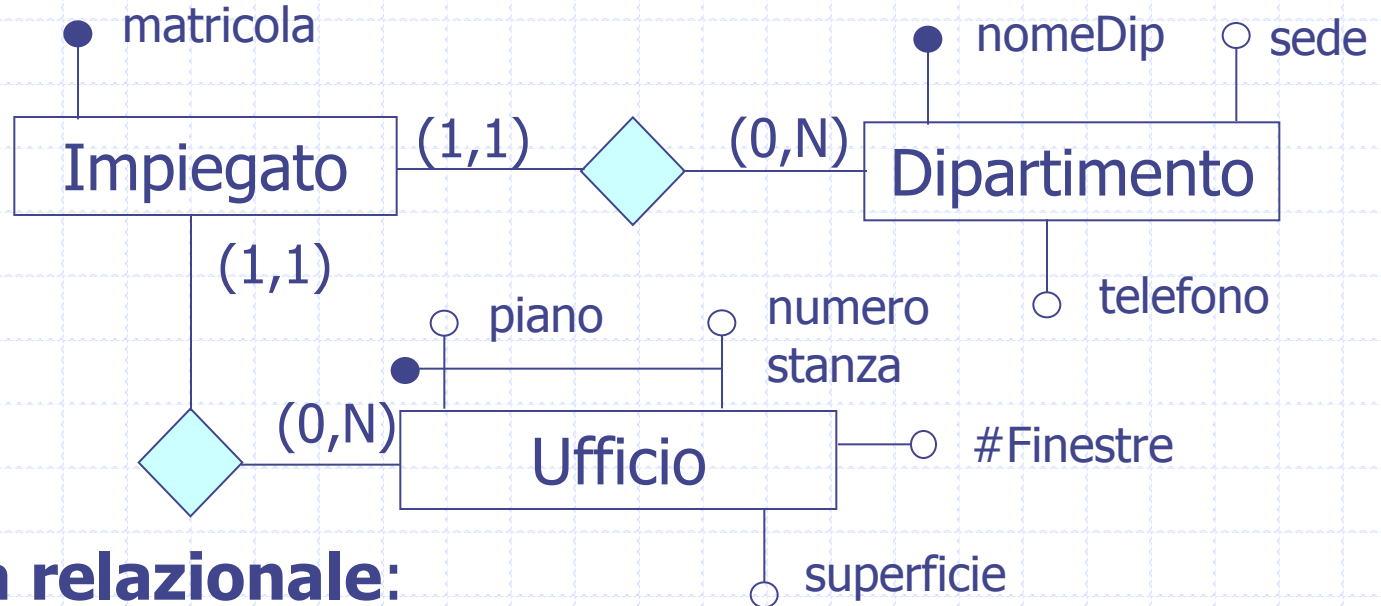 matricola
nomeDip
sede
Impiegato
(1,1)
(0,N)
Dipartimento
(1,1)
piano
numero
stanza
telefono
(0,N)
Ufficio
#Finestre
relazionale:
superficie